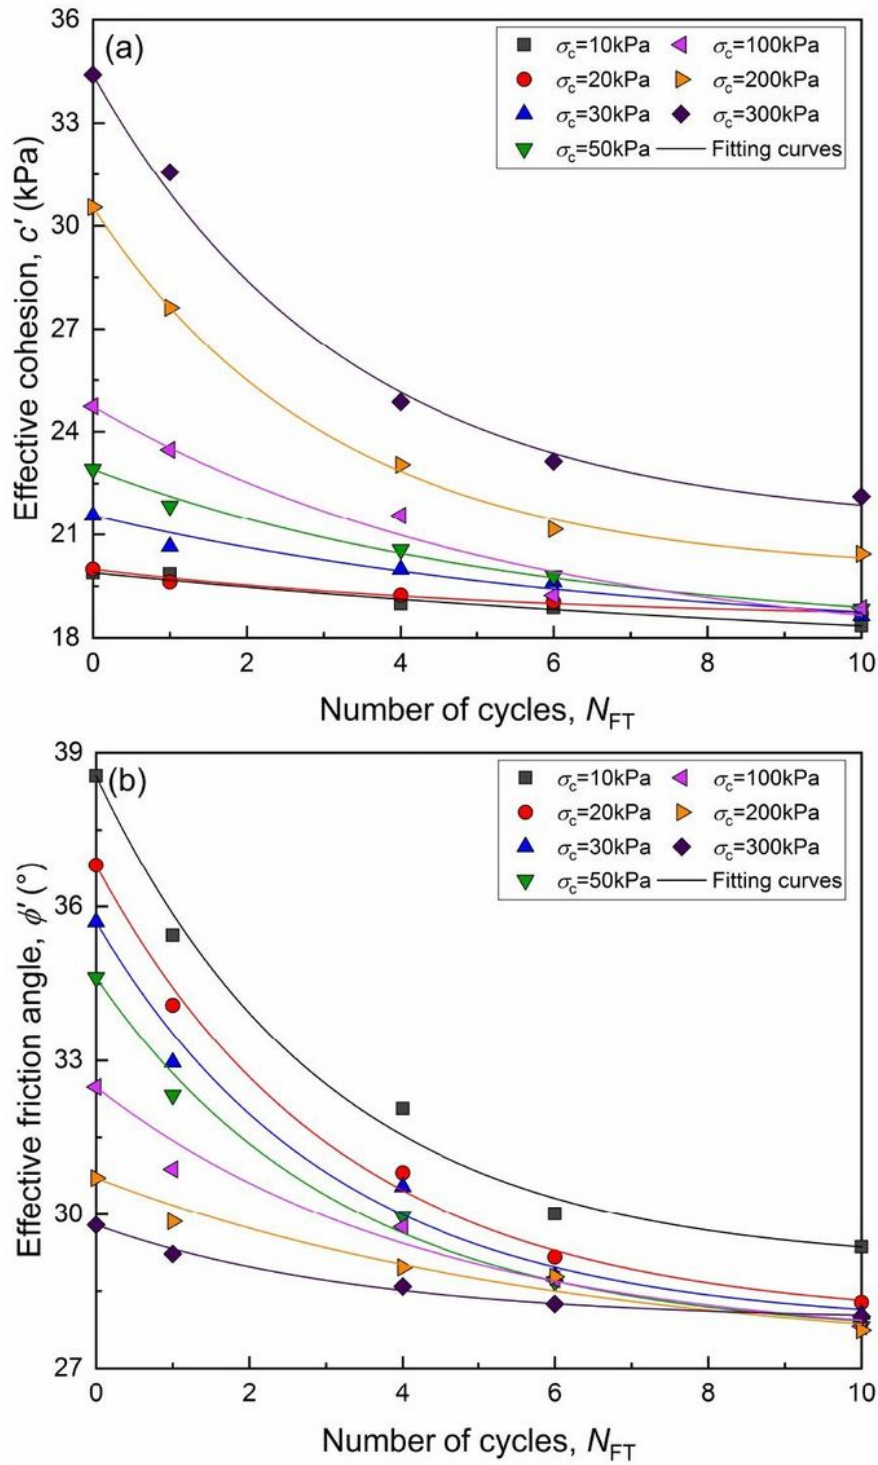 (a)
σc=10kPa σc=100kPa
σc=20kPa σc=200kPa
σc=30kPa σc=300kPa
σc=50kPa Fitting curves
Effective cohesion, c′ (kPa)
36
33
30
27
24
21
18
0 2 4 6 8 10
Number of cycles, NFT
(b)
σc=10kPa σc=100kPa
σc=20kPa σc=200kPa
σc=30kPa σc=300kPa
σc=50kPa Fitting curves
Effective friction angle, ϕ′ (°)
39
36
33
30
27
0 2 4 6 8 10
Number of cycles, NFT